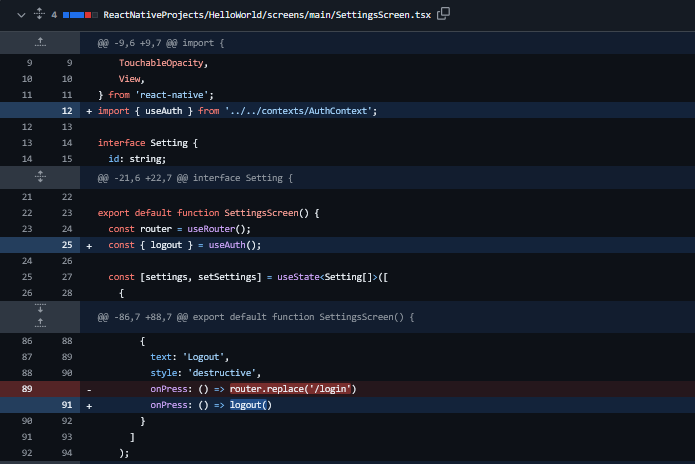 4 ReactNativeProjects/HelloWorld/screens/main/SettingsScreen.tsx
@@ -9,6 +9,7 @@ import {
9 9 TouchableOpacity,
10 10 View,
11 11 } from 'react-native';
12 + import { useAuth } from '../../contexts/AuthContext';
12 13
13 14 interface Setting {
14 15 id: string;
@@ -21,6 +22,7 @@ interface Setting {
21 22
22 23 export default function SettingsScreen() {
23 24 const router = useRouter();
25 + const { logout } = useAuth();
24 26
25 27 const [settings, setSettings] = useState<Setting[]>([
26 28 {
@@ -86,7 +88,7 @@ export default function SettingsScreen() {
86 88 {
87 89 text: 'Logout',
88 90 style: 'destructive',
89 - onPress: () => router.replace('/login')
91 + onPress: () => logout()
90 92 }
91 93 ]
92 94 );